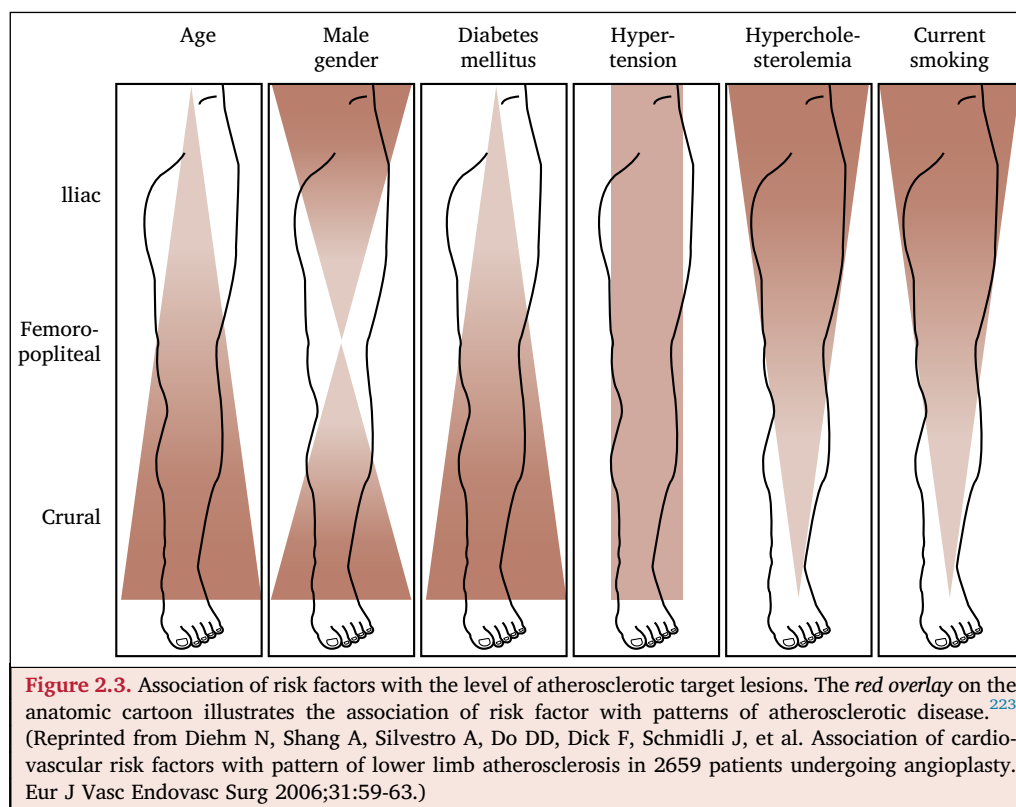 Age
Male
gender
Diabetes
mellitus
Hyper-
tension
Hyperchole-
sterolemia
Current
smoking
Iliac
Femoro-
popliteal
Crural
Figure 2.3. Association of risk factors with the level of atherosclerotic target lesions. The red overlay on the
anatomic cartoon illustrates the association of risk factor with patterns of atherosclerotic disease.223
(Reprinted from Diehm N, Shang A, Silvestro A, Do DD, Dick F, Schmidli J, et al. Association of cardio-
vascular risk factors with pattern of lower limb atherosclerosis in 2659 patients undergoing angioplasty.
Eur J Vasc Endovasc Surg 2006;31:59-63.)